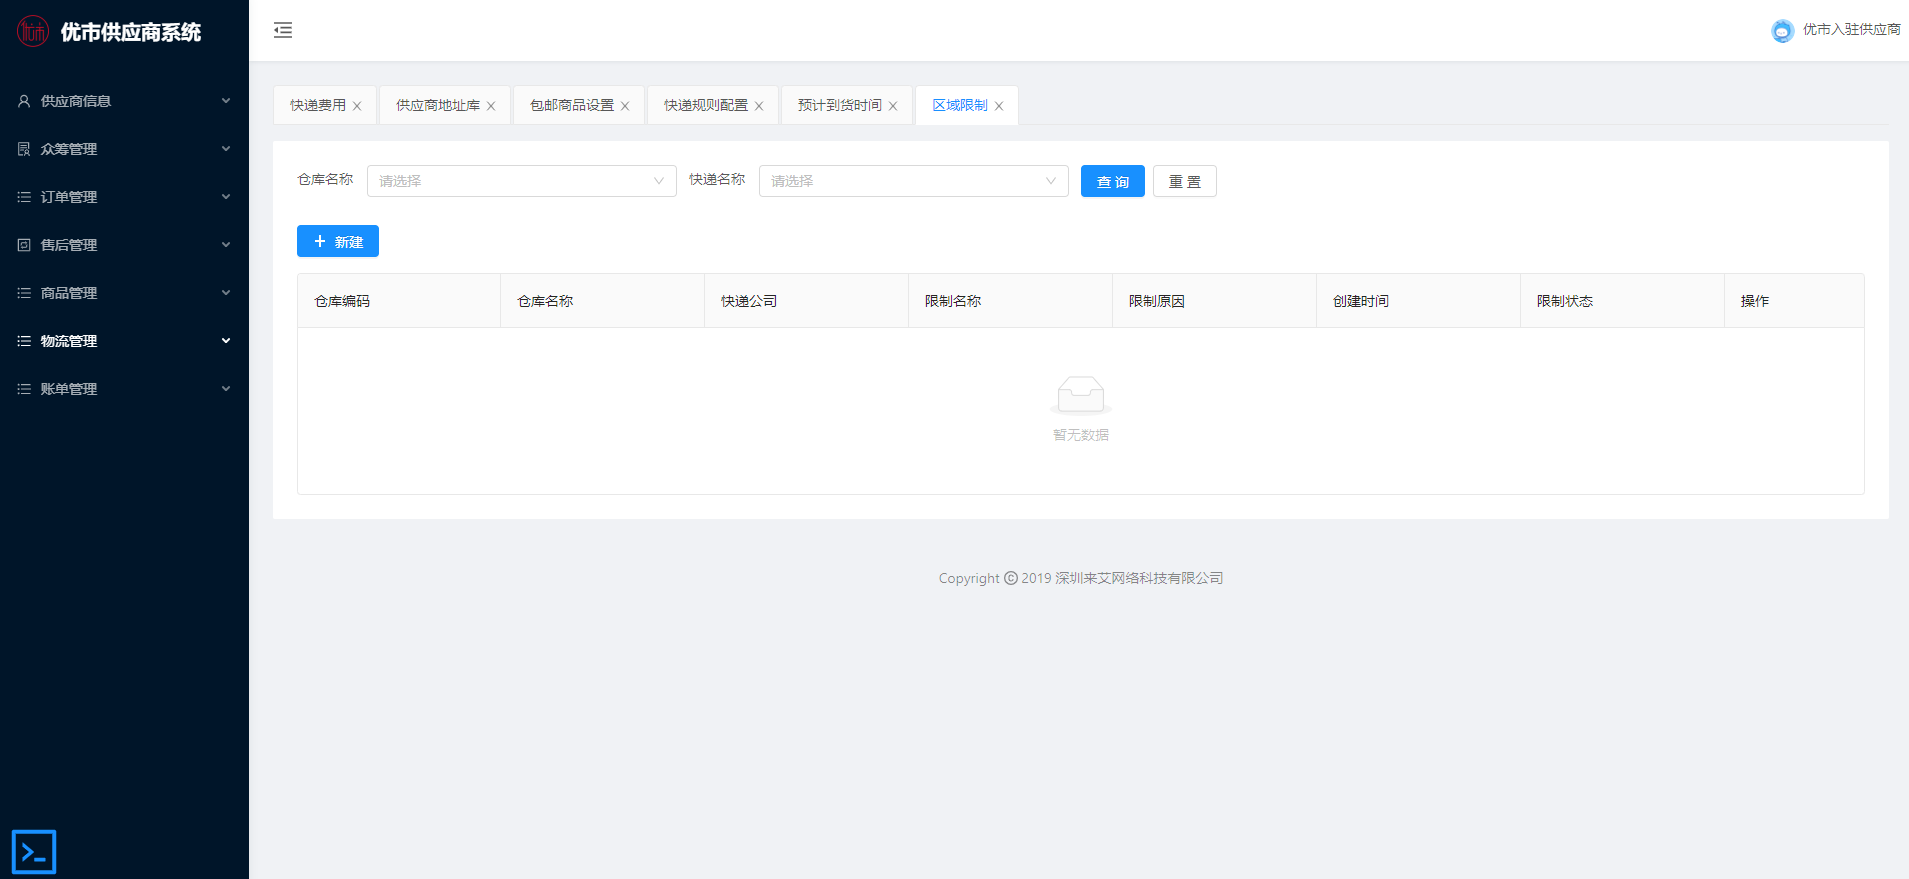 优市 优市供应商系统
优市入驻供应商
供应商信息
众筹管理
订单管理
售后管理
商品管理
物流管理
账单管理
快递费用 供应商地址库 包邮商品设置 快递规则配置 预计到货时间 区域限制
仓库名称 请选择 快递名称 请选择 查 询 重 置
+ 新建
仓库编码 仓库名称 快递公司 限制名称 限制原因 创建时间 限制状态 操作
暂无数据
Copyright © 2019 深圳来艾网络科技有限公司